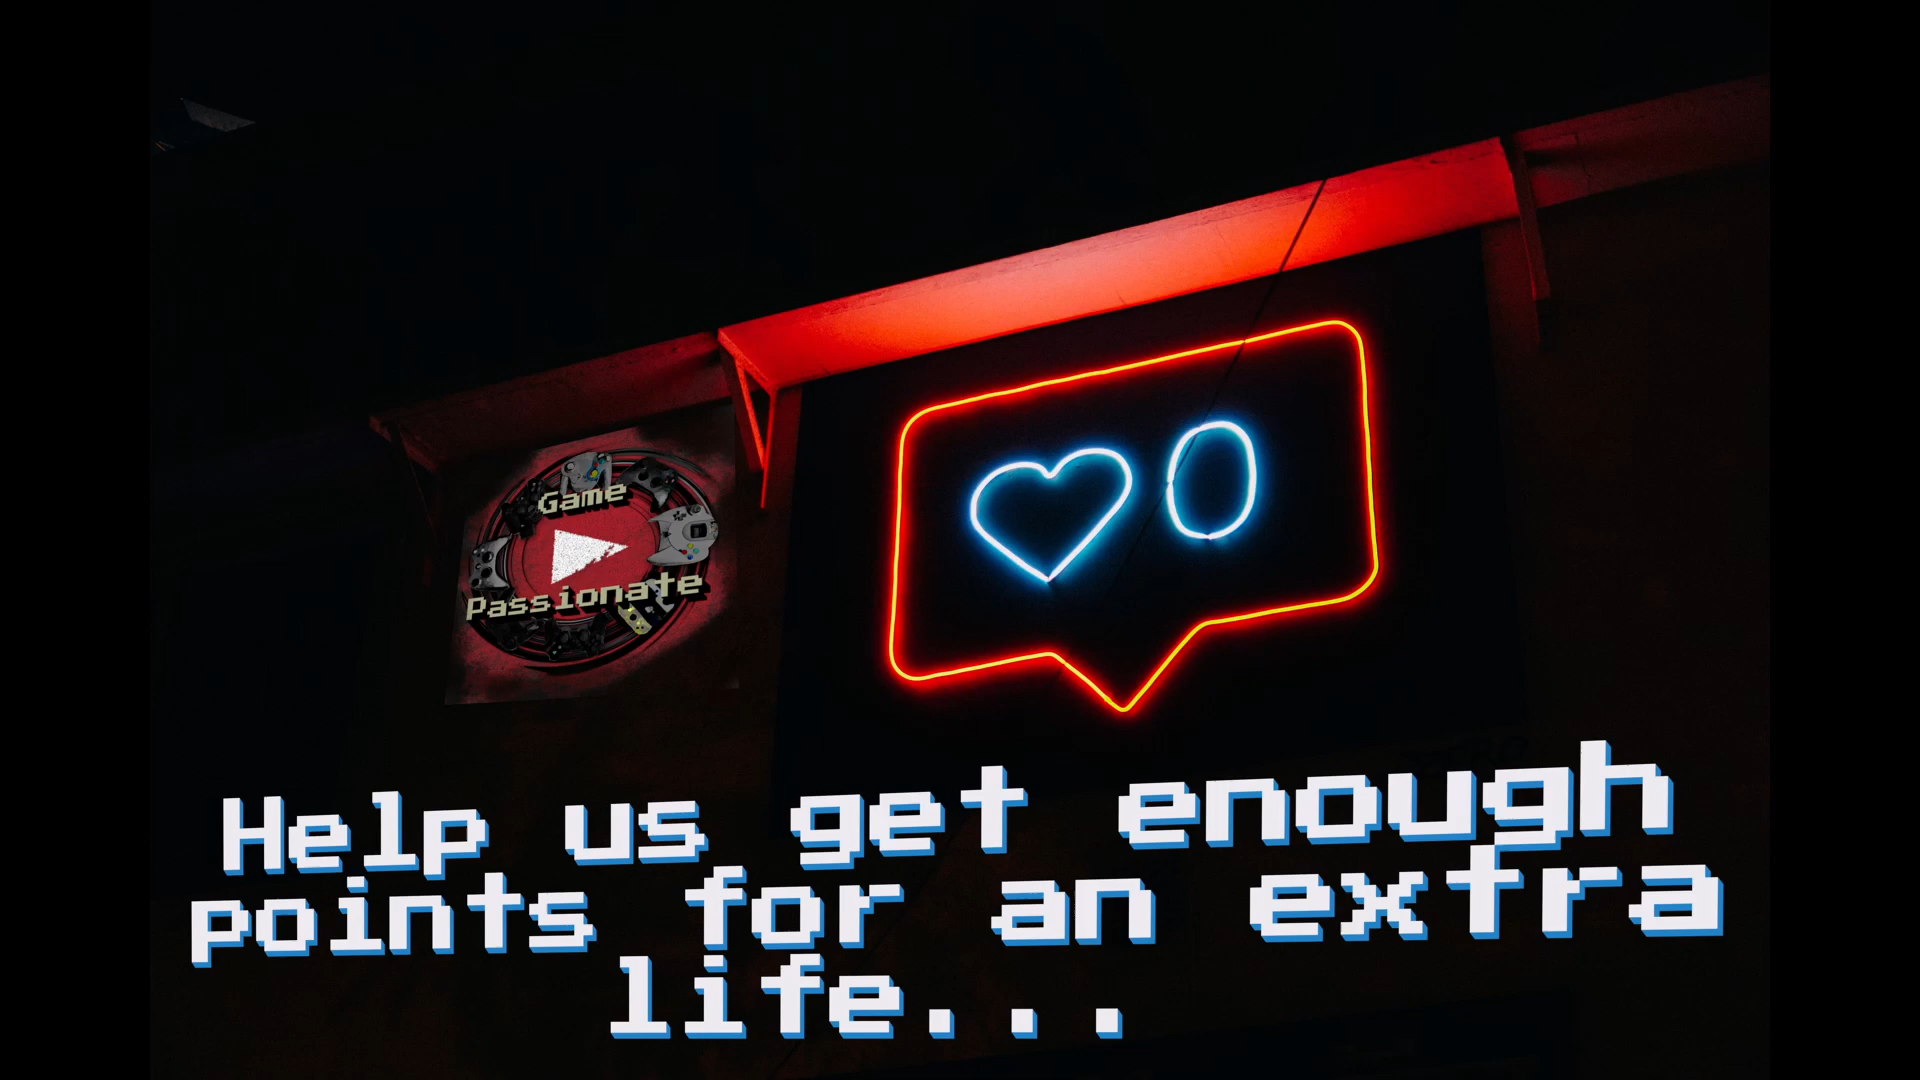 Game
Passionate
0
Help us get enough
points for an extra
life...